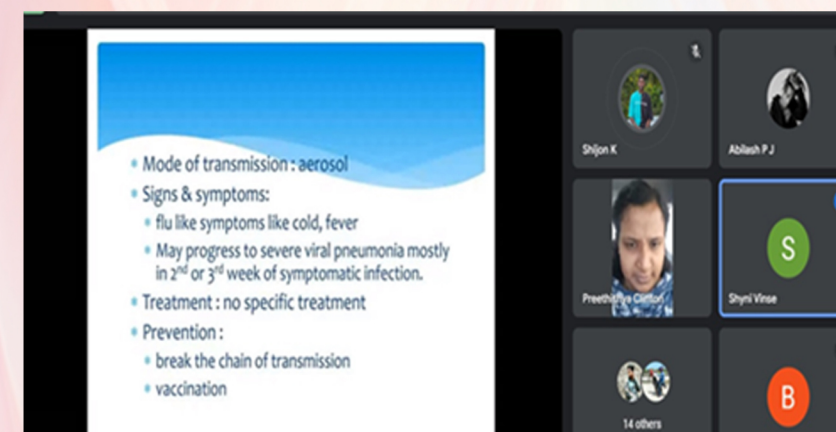 Mode of transmission : aerosol
Signs & symptoms:
flu like symptoms like cold, fever
May progress to severe viral pneumonia mostly
in 2nd or 3rd week of symptomatic infection.
Treatment : no specific treatment
Prevention :
break the chain of transmission
vaccination
Shijon K
Abilash P J
S
Shyni Vinse
14 others
B